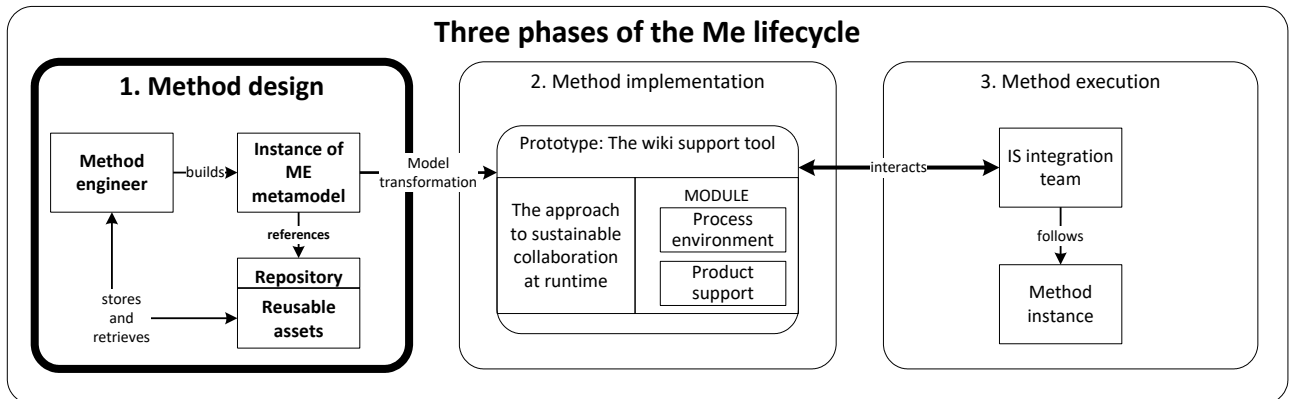 Three phases of the Me lifecycle
1. Method design
Method
engineer
builds
Instance of
ME
metamodel
references
Repository
Reusable
assets
stores
and
retrieves
Model
transformation
2. Method implementation
Prototype: The wiki support tool
The approach
to sustainable
collaboration
at runtime
MODULE
Process
environment
Product
support
interacts
3. Method execution
IS integration
team
follows
Method
instance